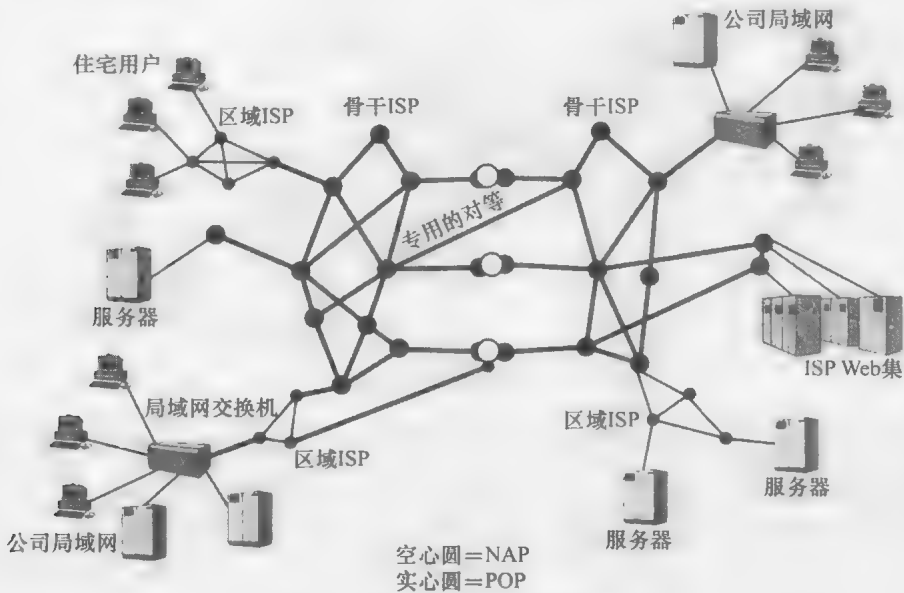 公司局域网
住宅用户
区域ISP
骨干ISP
骨干ISP
专用的对等
服务器
ISP Web集
局域网交换机
区域ISP
区域ISP
服务器
公司局域网
服务器
空心圆=NAP
实心圆=POP